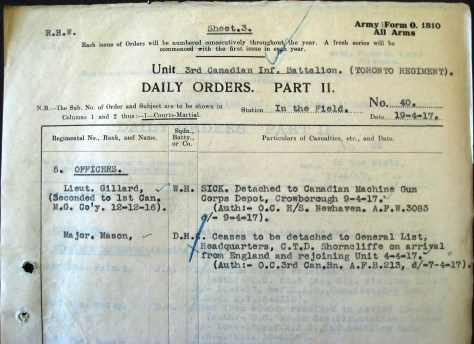 R.H.W. Sheet.3. Army Form O. 1810
All Arms
Each issue of Orders will be numbered consecutively throughout the year. A fresh series will be
commenced with the first issue in each year.
Unit 3rd Canadian Inf. Battalion. (TORONTO REGIMENT).
DAILY ORDERS. PART II.
N.B.—The Sub. No. of Order and Subject are to be shown in
Columns 1 and 2 thus:—1—Courts-Martial.
Station In the Field.
No. 40.
Date 19-4-17.
Regimental No., Rank, and Name. Sqdn., Batty., or Co. Particulars of Casualties, etc., and Date.
5. OFFICERS.
Lieut. Gillard, W.H. SICK. Detached to Canadian Machine Gun
(Seconded to 1st Can. Corps Depot, Crowborough 9-4-17.
M.G. Co'y. 12-12-16). (Auth:- O.C. H/S. Newhaven. A.F.W.3083
d/- 9-4-17).
Major. Mason, D.H.C. Ceases to be detached to General List,
Headquarters, C.T.D. Shorncliffe on arrival
from England and rejoining Unit 4-4-17.
(Auth:- O.C.3rd Can.Bn. A.F.B.213, d/-7-4-17).